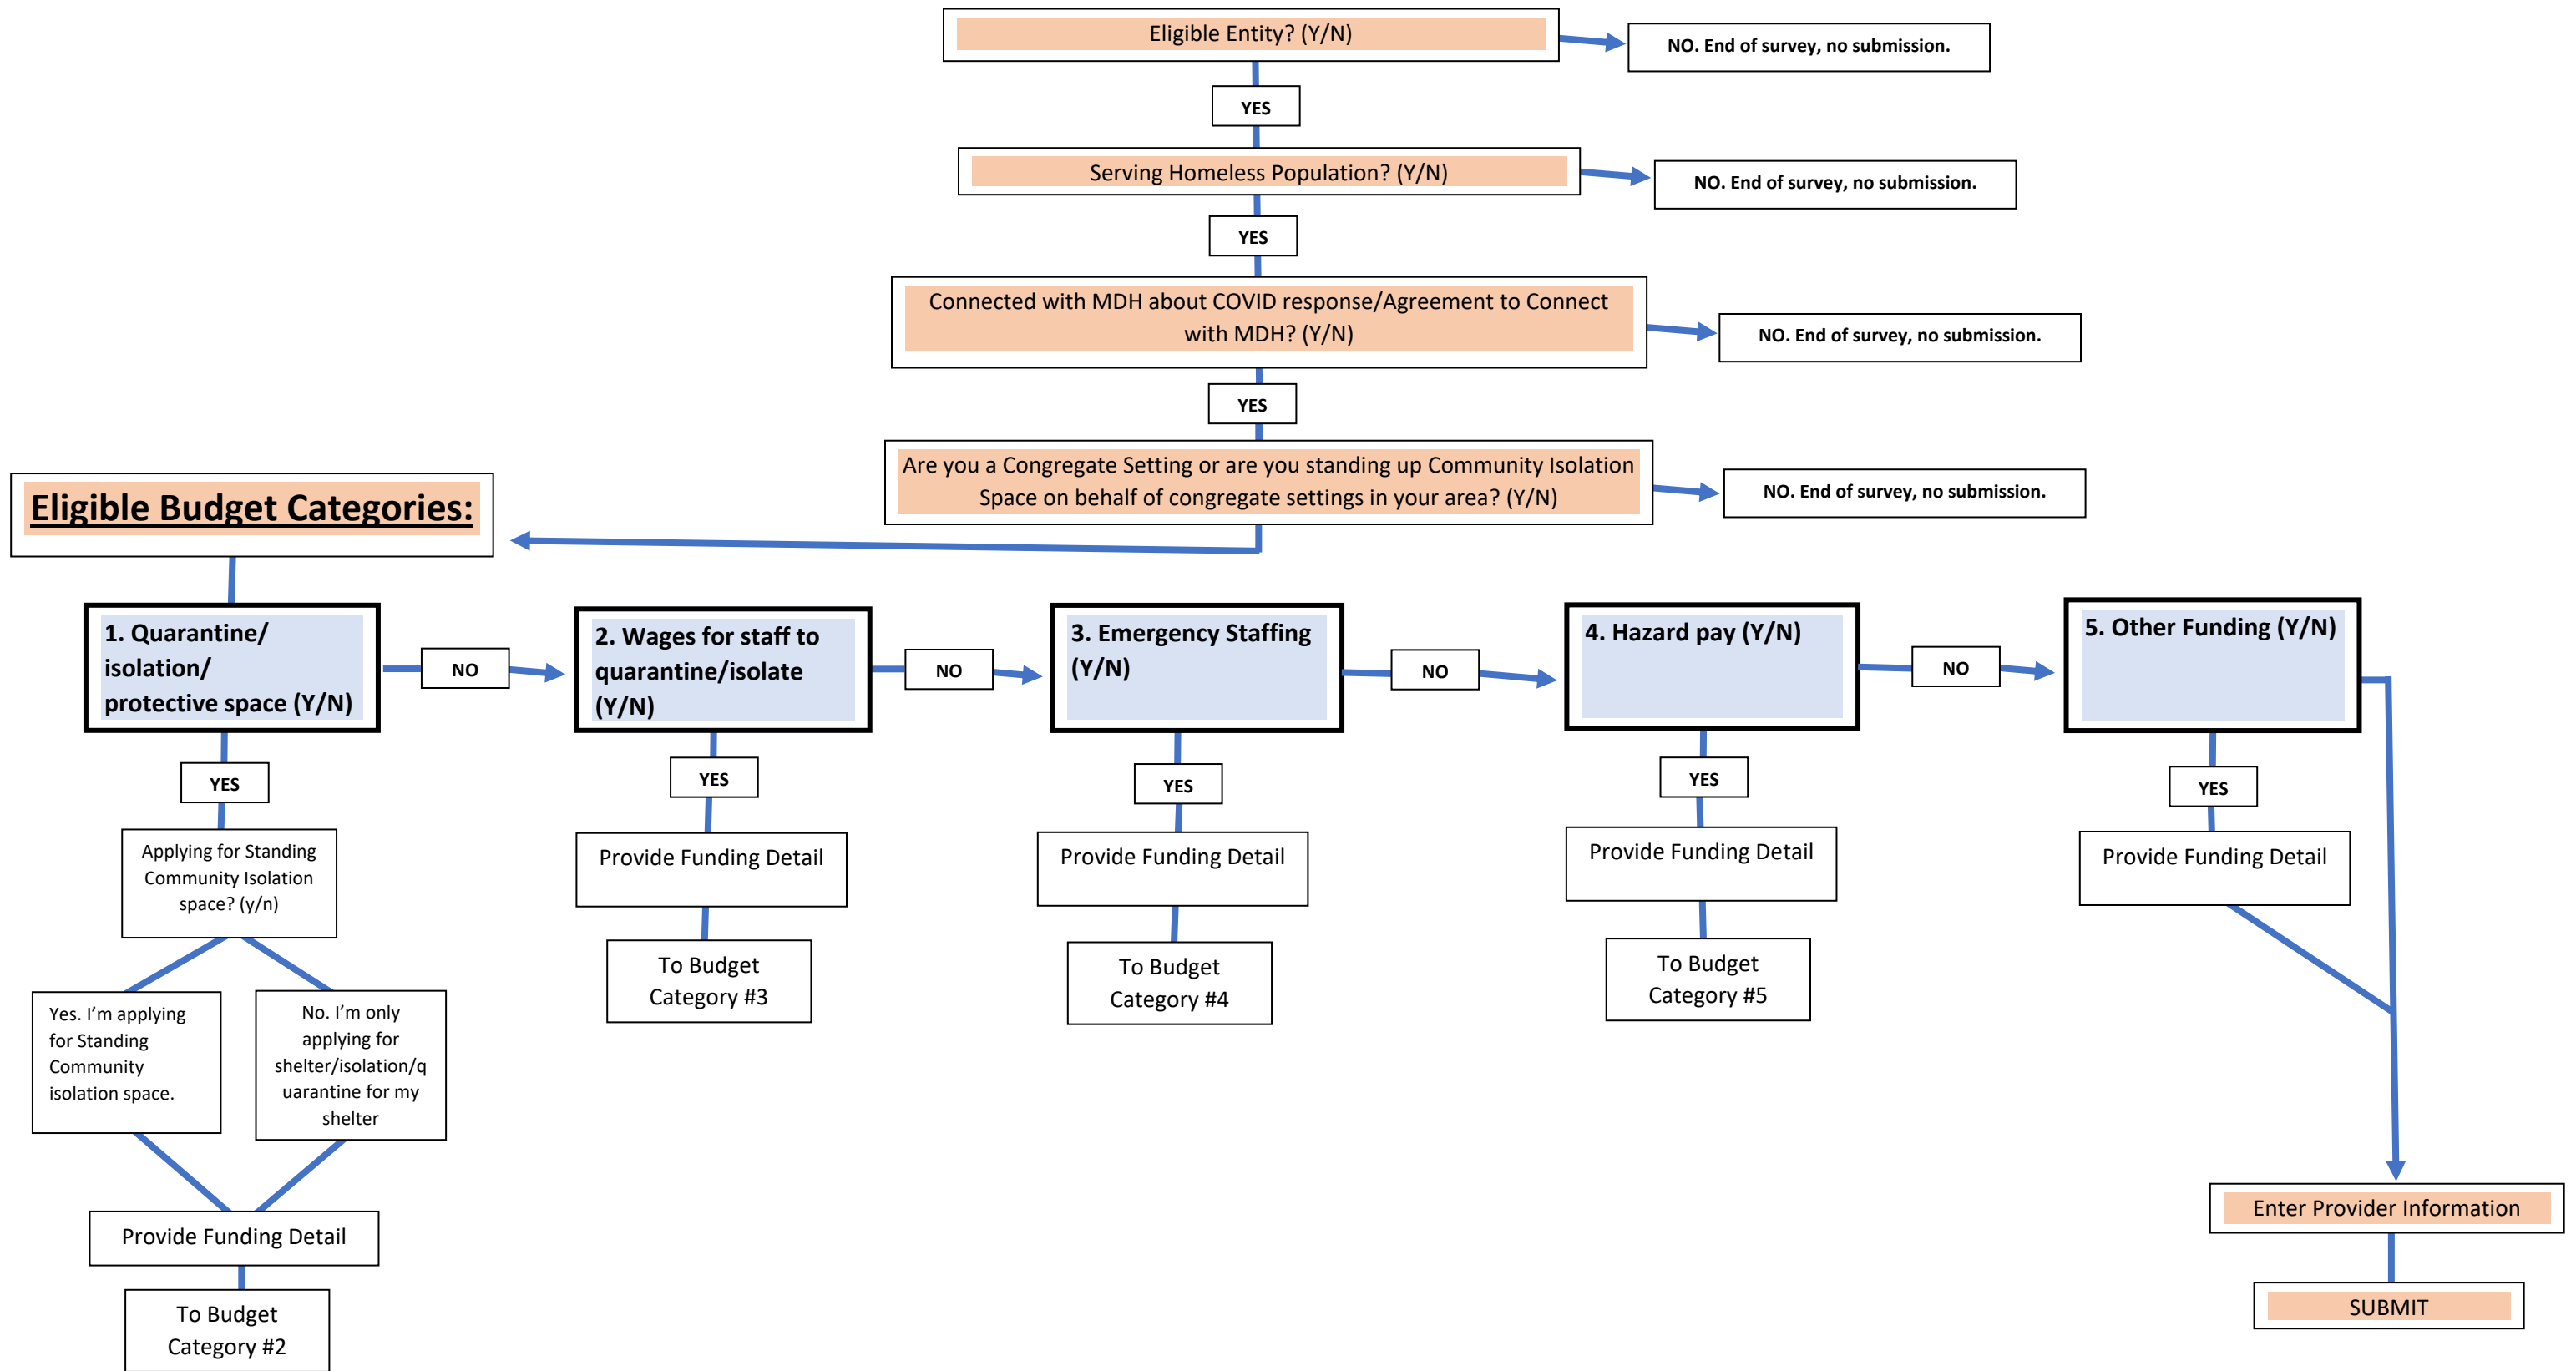 Eligible Entity? (Y/N)
NO. End of survey, no submission.
YES
Serving Homeless Population? (Y/N)
NO. End of survey, no submission.
YES
Connected with MDH about COVID response/Agreement to Connect
with MDH? (Y/N)
NO. End of survey, no submission.
YES
Are you a Congregate Setting or are you standing up Community Isolation
Space on behalf of congregate settings in your area? (Y/N)
NO. End of survey, no submission.
Eligible Budget Categories:
1. Quarantine/
isolation/
protective space (Y/N)
NO
2. Wages for staff to
quarantine/isolate
(Y/N)
NO
3. Emergency Staffing
(Y/N)
NO
4. Hazard pay (Y/N)
NO
5. Other Funding (Y/N)
YES
Applying for Standing
Community Isolation
space? (y/n)
Yes. I’m applying
for Standing
Community
isolation space.
No. I’m only
applying for
shelter/isolation/q
uarantine for my
shelter
Provide Funding Detail
To Budget
Category #2
YES
Provide Funding Detail
To Budget
Category #3
YES
Provide Funding Detail
To Budget
Category #4
YES
Provide Funding Detail
To Budget
Category #5
YES
Provide Funding Detail
Enter Provider Information
SUBMIT